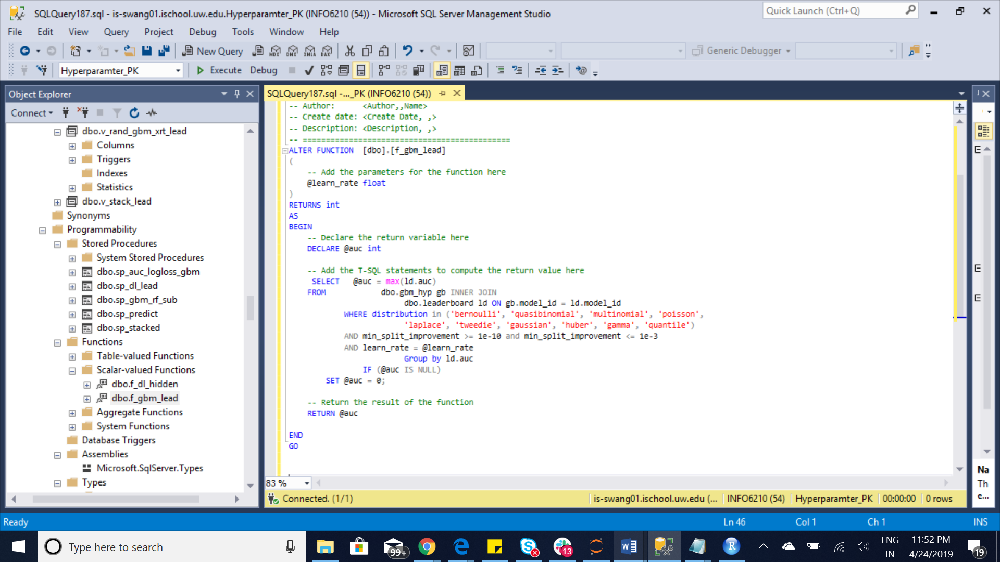 SQLQuery187.sql - is-swang01.ischool.uw.edu.Hyperparamter_PK (INFO6210 (54)) - Microsoft SQL Server Management Studio
Quick Launch (Ctrl+Q)
File Edit View Query Project Debug Tools Window Help
New Query MDX DMX XMLA DAX Generic Debugger
Hyperparamter_PK Execute Debug
Object Explorer
Connect
dbo.v_rand_gbm_xrt_lead
Columns
Triggers
Indexes
Statistics
dbo.v_stack_lead
Synonyms
Programmability
Stored Procedures
System Stored Procedures
dbo.sp_auc_logloss_gbm
dbo.sp_dl_lead
dbo.sp_gbm_rf_sub
dbo.sp_predict
dbo.sp_stacked
Functions
Table-valued Functions
Scalar-valued Functions
dbo.f_dl_hidden
dbo.f_gbm_lead
Aggregate Functions
System Functions
Database Triggers
Assemblies
Microsoft.SqlServer.Types
Types
SQLQuery187.sql -..._PK (INFO6210 (54))
-- Author: <Author,,Name>
-- Create date: <Create Date, ,>
-- Description: <Description, ,>
-- =============================================
ALTER FUNCTION [dbo].[f_gbm_lead]
(
-- Add the parameters for the function here
@learn_rate float
)
RETURNS int
AS
BEGIN
-- Declare the return variable here
DECLARE @auc int
-- Add the T-SQL statements to compute the return value here
SELECT @auc = max(ld.auc)
FROM dbo.gbm_hyp gb INNER JOIN
dbo.leaderboard ld ON gb.model_id = ld.model_id
WHERE distribution in ('bernoulli', 'quasibinomial', 'multinomial', 'poisson',
'laplace', 'tweedie', 'gaussian', 'huber', 'gamma', 'quantile')
AND min_split_improvement >= 1e-10 and min_split_improvement <= 1e-3
AND learn_rate = @learn_rate
Group by ld.auc
IF (@auc IS NULL)
SET @auc = 0;
-- Return the result of the function
RETURN @auc
END
GO
83 %
Connected. (1/1)
is-swang01.ischool.uw.edu (... INFO6210 (54) Hyperparamter_PK 00:00:00 0 rows
Na
Th
e...
Ready
Ln 46 Col 1 Ch 1 INS
Type here to search
99+
13
W
R
ENG
IN
11:52 PM
4/24/2019
19